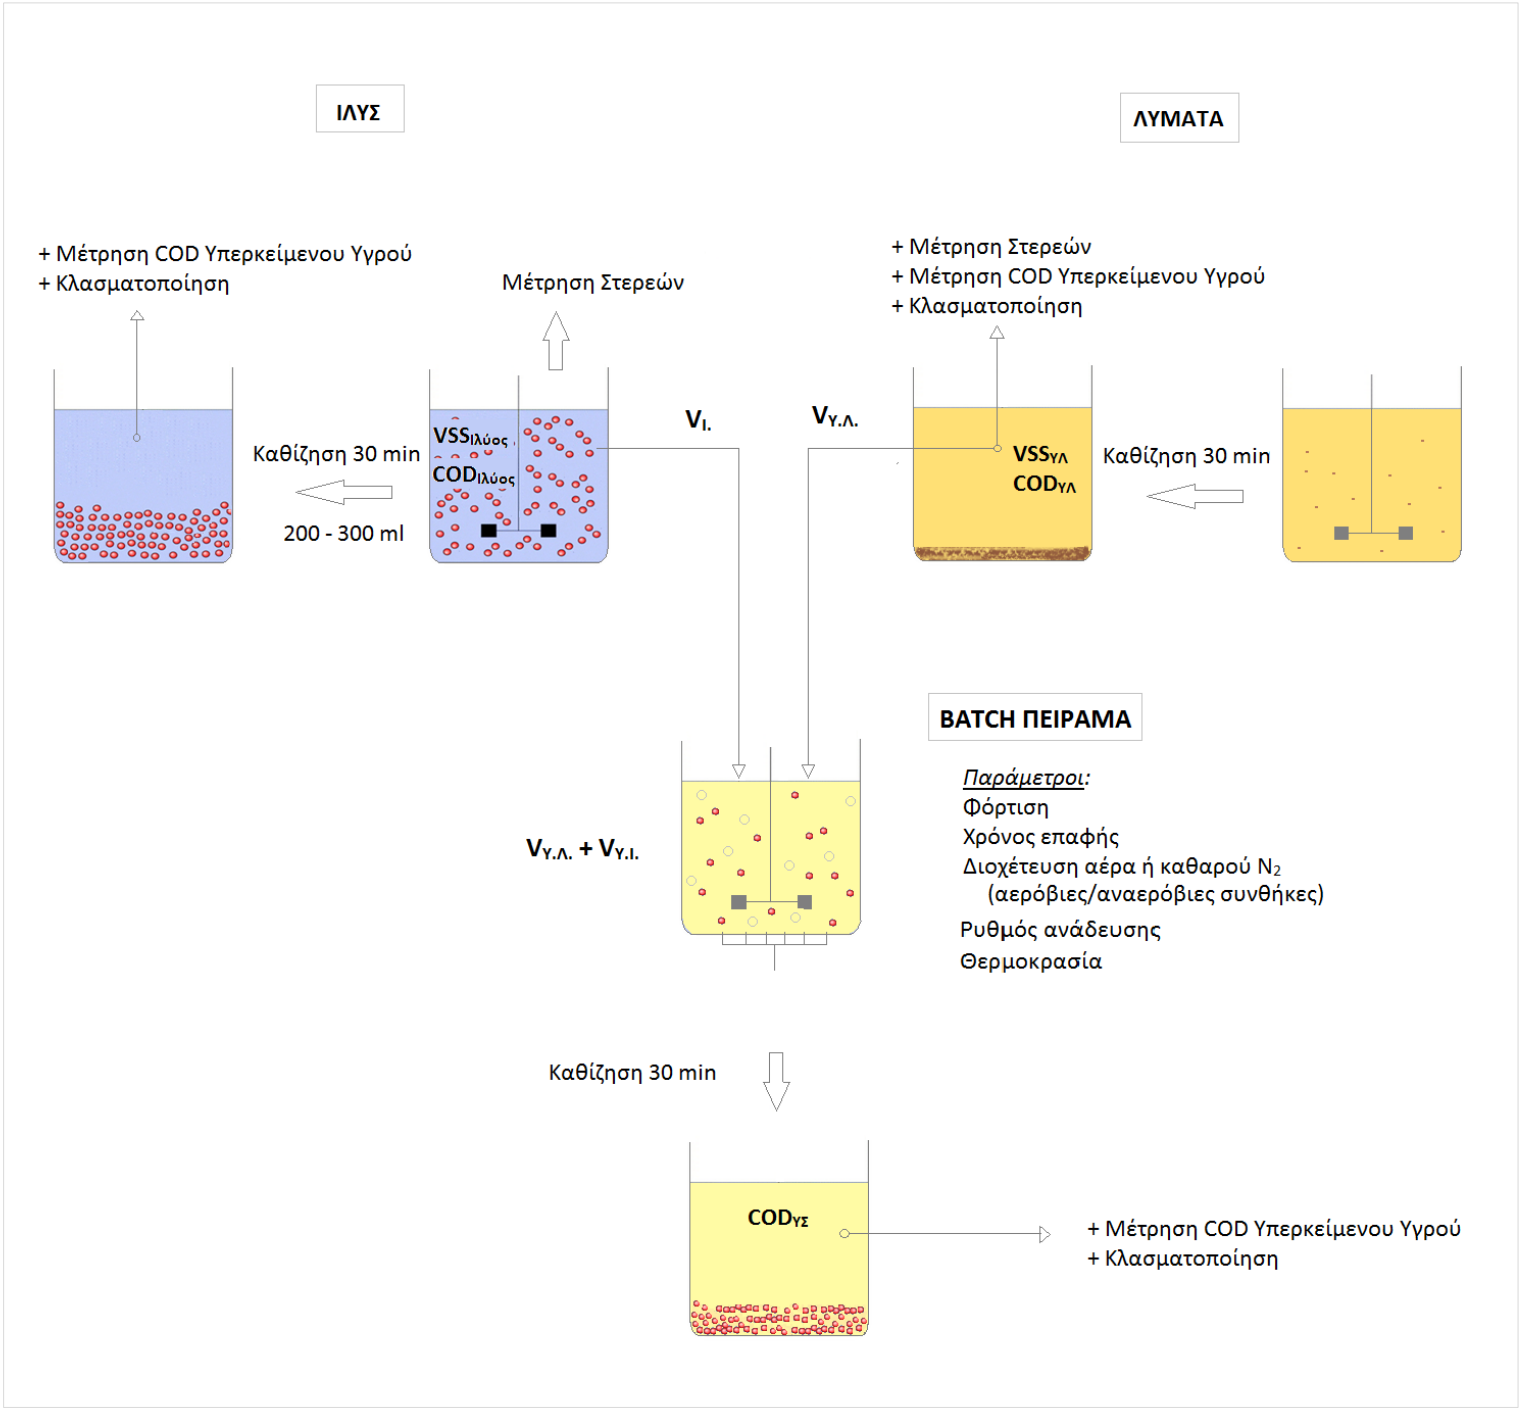 ΙΛΥΣ
ΛΥΜΑΤΑ
+ Μέτρηση COD Υπερκείμενου Υγρού
+ Κλασματοποίηση
Μέτρηση Στερεών
+ Μέτρηση Στερεών
+ Μέτρηση COD Υπερκείμενου Υγρού
+ Κλασματοποίηση
Καθίζηση 30 min
200 - 300 ml
VSSΙλύος
CODΙλύος
VΙ.
VΥ.Λ.
VSSΥΛ
CODΥΛ
Καθίζηση 30 min
BATCH ΠΕΙΡΑΜΑ
Παράμετροι:
Φόρτιση
Χρόνος επαφής
Διοχέτευση αέρα ή καθαρού N2
(αερόβιες/αναερόβιες συνθήκες)
Ρυθμός ανάδευσης
Θερμοκρασία
VΥ.Λ. + VΥ.Ι.
Καθίζηση 30 min
CODΥΣ
+ Μέτρηση COD Υπερκείμενου Υγρού
+ Κλασματοποίηση